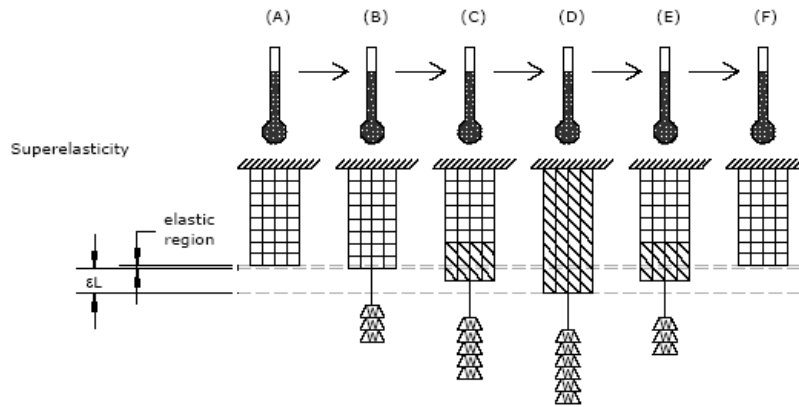 (A) (B) (C) (D) (E) (F)
Superelasticity
elastic
region
εL
W W W W W
W W W W W
W W W W W
W W
W W
W